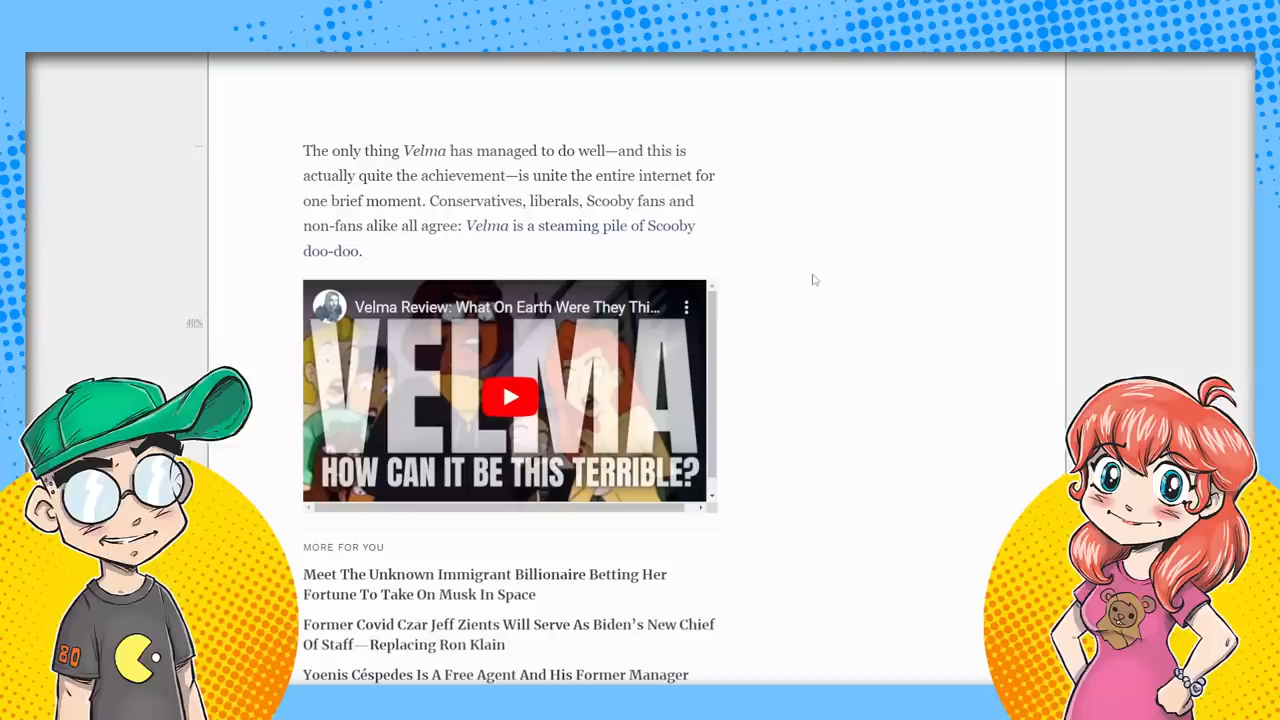 The only thing Velma has managed to do well—and this is
actually quite the achievement—is unite the entire internet for
one brief moment. Conservatives, liberals, Scooby fans and
non-fans alike all agree: Velma is a steaming pile of Scooby
doo-doo.
Velma Review: What On Earth Were They Thi...
40%
VELMA
HOW CAN IT BE THIS TERRIBLE?
MORE FOR YOU
Meet The Unknown Immigrant Billionaire Betting Her
Fortune To Take On Musk In Space
Former Covid Czar Jeff Zients Will Serve As Biden's New Chief
Of Staff—Replacing Ron Klain
80
Yoenis Céspedes Is A Free Agent And His Former Manager